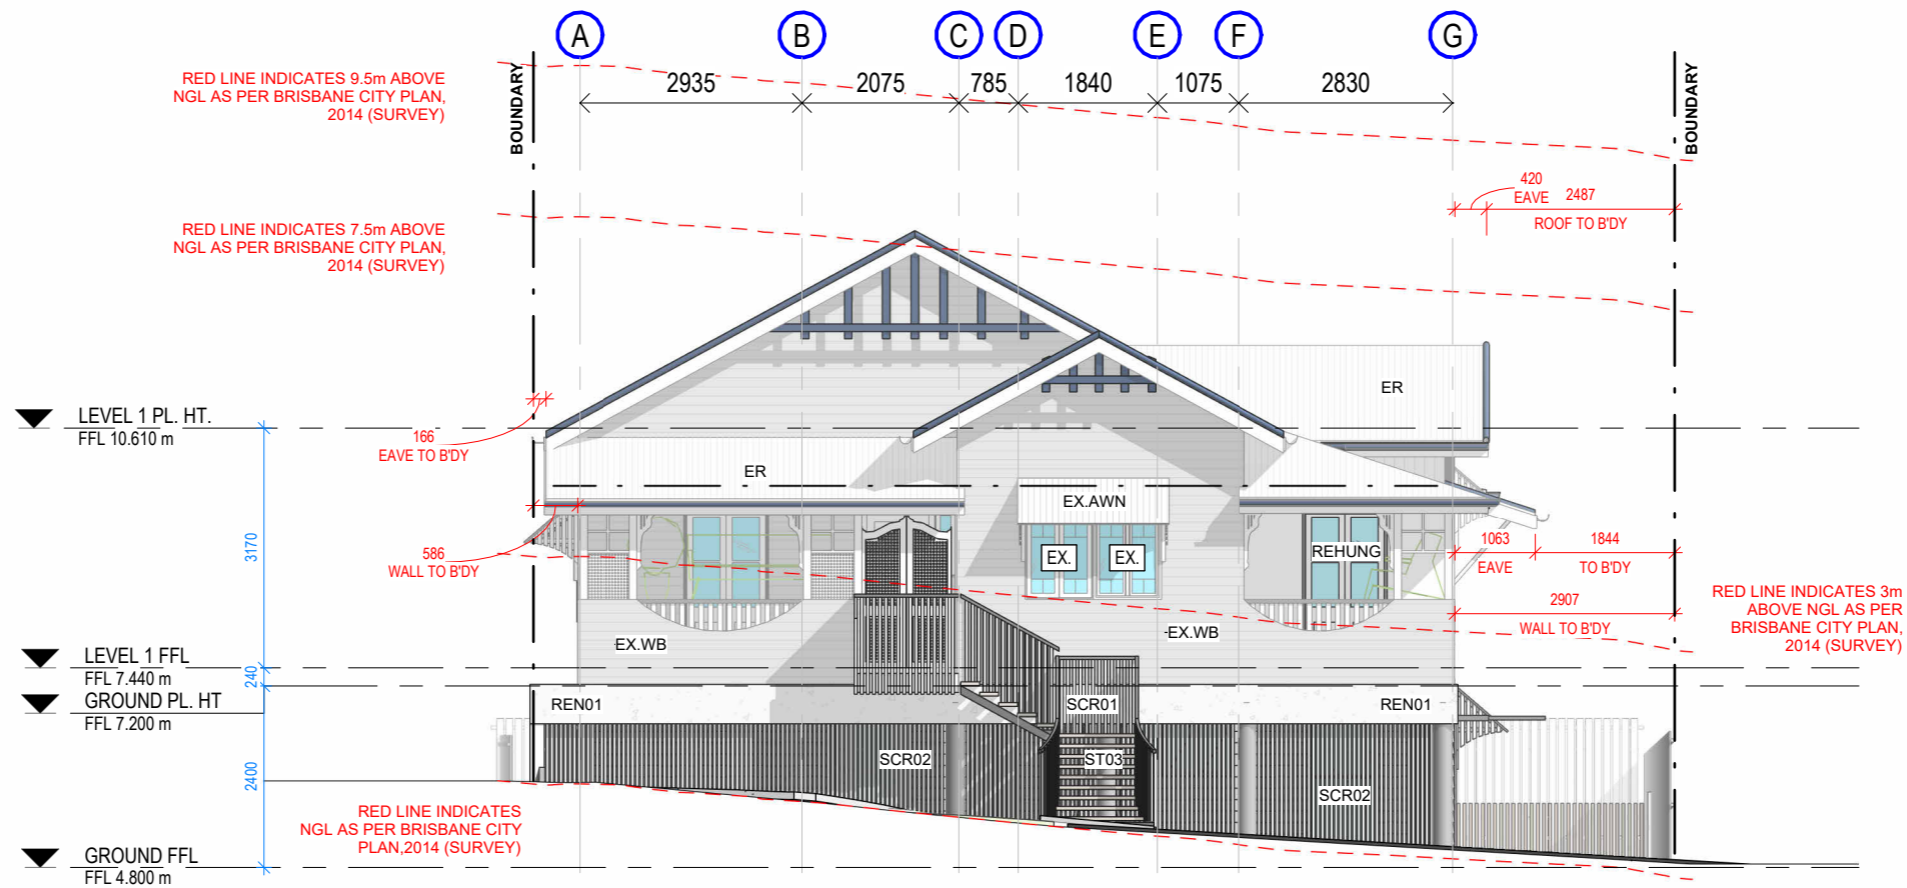 A B C D E F G
2935 2075 785 1840 1075 2830
BOUNDARY
BOUNDARY
RED LINE INDICATES 9.5m ABOVE
NGL AS PER BRISBANE CITY PLAN,
2014 (SURVEY)
420
EAVE 2487
ROOF TO B'DY
RED LINE INDICATES 7.5m ABOVE
NGL AS PER BRISBANE CITY PLAN,
2014 (SURVEY)
ER
LEVEL 1 PL. HT.
FFL 10.610 m
166
EAVE TO B'DY
ER
EX.AWN
3170
586
WALL TO B'DY
EX. EX.
REHUNG
1063 1844
EAVE TO B'DY
2907
WALL TO B'DY
RED LINE INDICATES 3m
ABOVE NGL AS PER
BRISBANE CITY PLAN,
2014 (SURVEY)
EX.WB
EX.WB
LEVEL 1 FFL
FFL 7.440 m
240
GROUND PL. HT
FFL 7.200 m
REN01
SCR01
REN01
SCR02
ST03
SCR02
2400
RED LINE INDICATES
NGL AS PER BRISBANE CITY
PLAN,2014 (SURVEY)
GROUND FFL
FFL 4.800 m